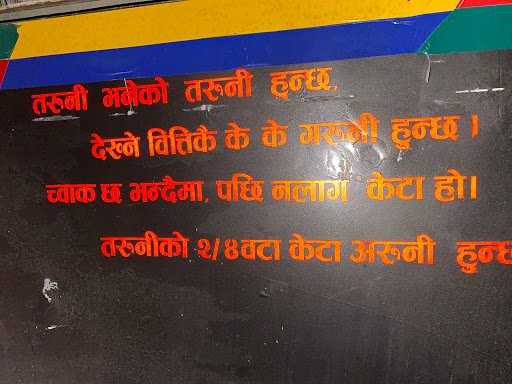 तरुनी भनैको तरुनी हुन्छ,
देख्ने वित्तिकै के के गरुनी हुन्छ ।
च्वाक छ भन्दैमा, पछि नलाग केटा हो।
तरुनीको २/४वटा केटा अरुनी हुन्छ